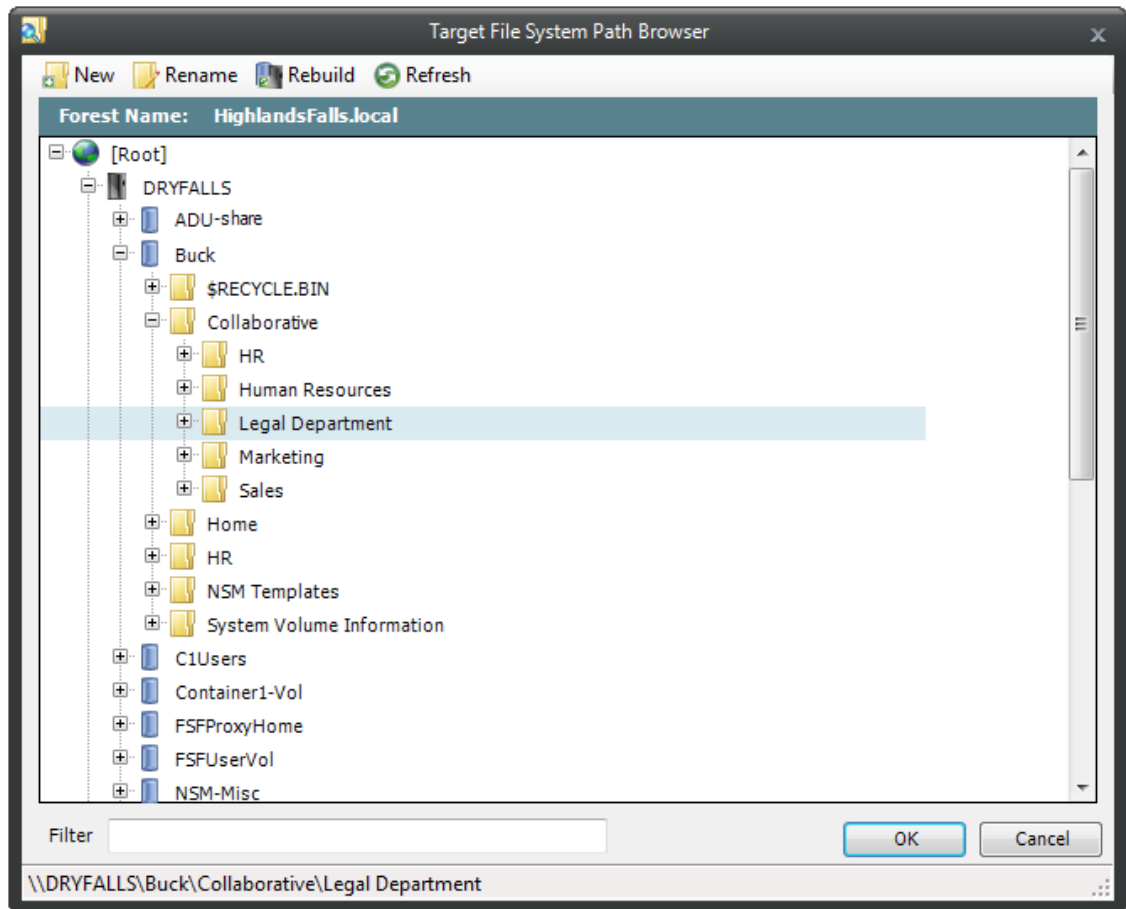 Target File System Path Browser
New Rename Rebuild Refresh
Forest Name: HighlandsFalls.local
[Root]
DRYFALLS
ADU-share
Buck
$RECYCLE.BIN
Collaborative
HR
Human Resources
Legal Department
Marketing
Sales
Home
HR
NSM Templates
System Volume Information
C1Users
Container1-Vol
FSFProxyHome
FSFUserVol
NSM-Misc
Filter OK Cancel
\\DRYFALLS\Buck\Collaborative\Legal Department